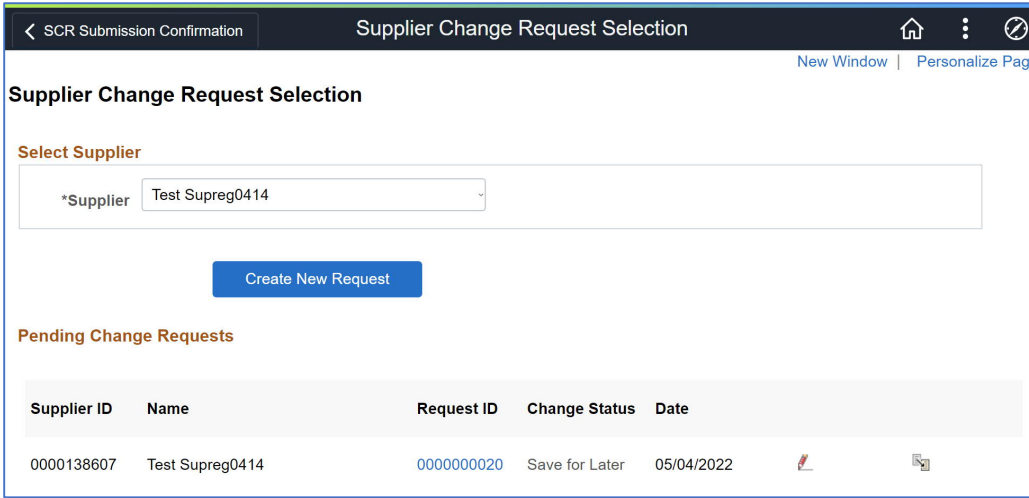 SCR Submission Confirmation Supplier Change Request Selection
New Window | Personalize Pag
Supplier Change Request Selection
Select Supplier
*Supplier Test Supreg0414
Create New Request
Pending Change Requests
Supplier ID Name Request ID Change Status Date
0000138607 Test Supreg0414 0000000020 Save for Later 05/04/2022